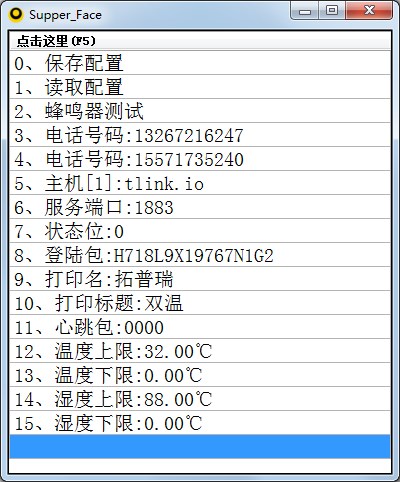 Supper_Face
点击这里(F5)
0、保存配置
1、读取配置
2、蜂鸣器测试
3、电话号码:13267216247
4、电话号码:15571735240
5、主机[1]:tlink.io
6、服务端口:1883
7、状态位:0
8、登陆包:H718L9X19767N1G2
9、打印名:拓普瑞
10、打印标题:双温
11、心跳包:0000
12、温度上限:32.00℃
13、温度下限:0.00℃
14、湿度上限:88.00℃
15、湿度下限:0.00℃